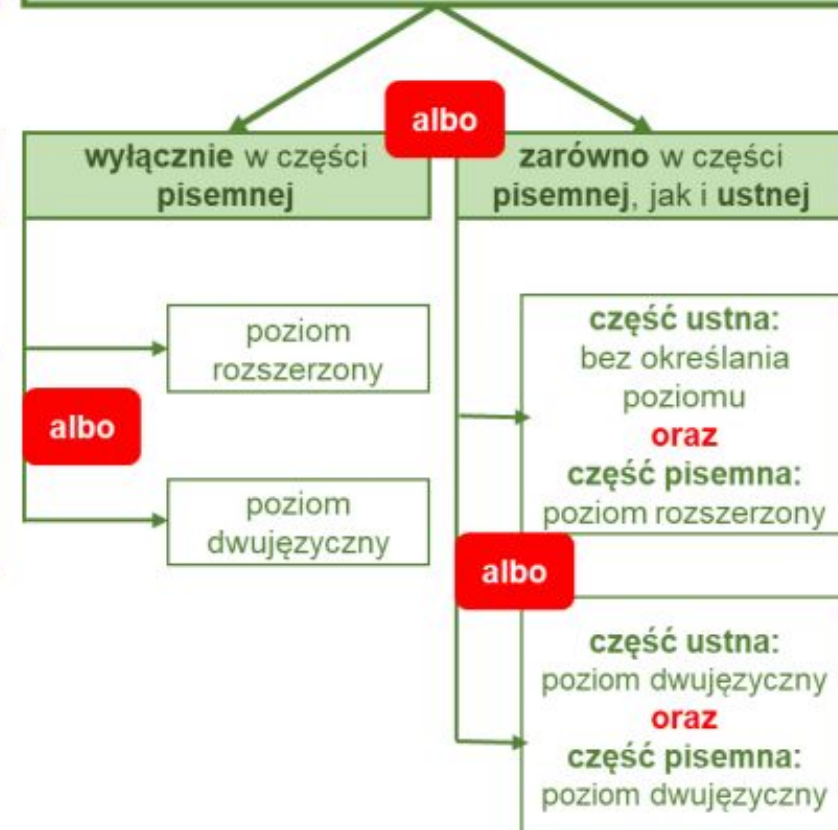 albo
wyłącznie w części
pisemnej
zarówno w części
pisemnej, jak i ustnej
poziom
rozszerzony
albo
poziom
dwujęzyczny
część ustna:
bez określania
poziomu
oraz
część pisemna:
poziom rozszerzony
albo
część ustna:
poziom dwujęzyczny
oraz
część pisemna:
poziom dwujęzyczny